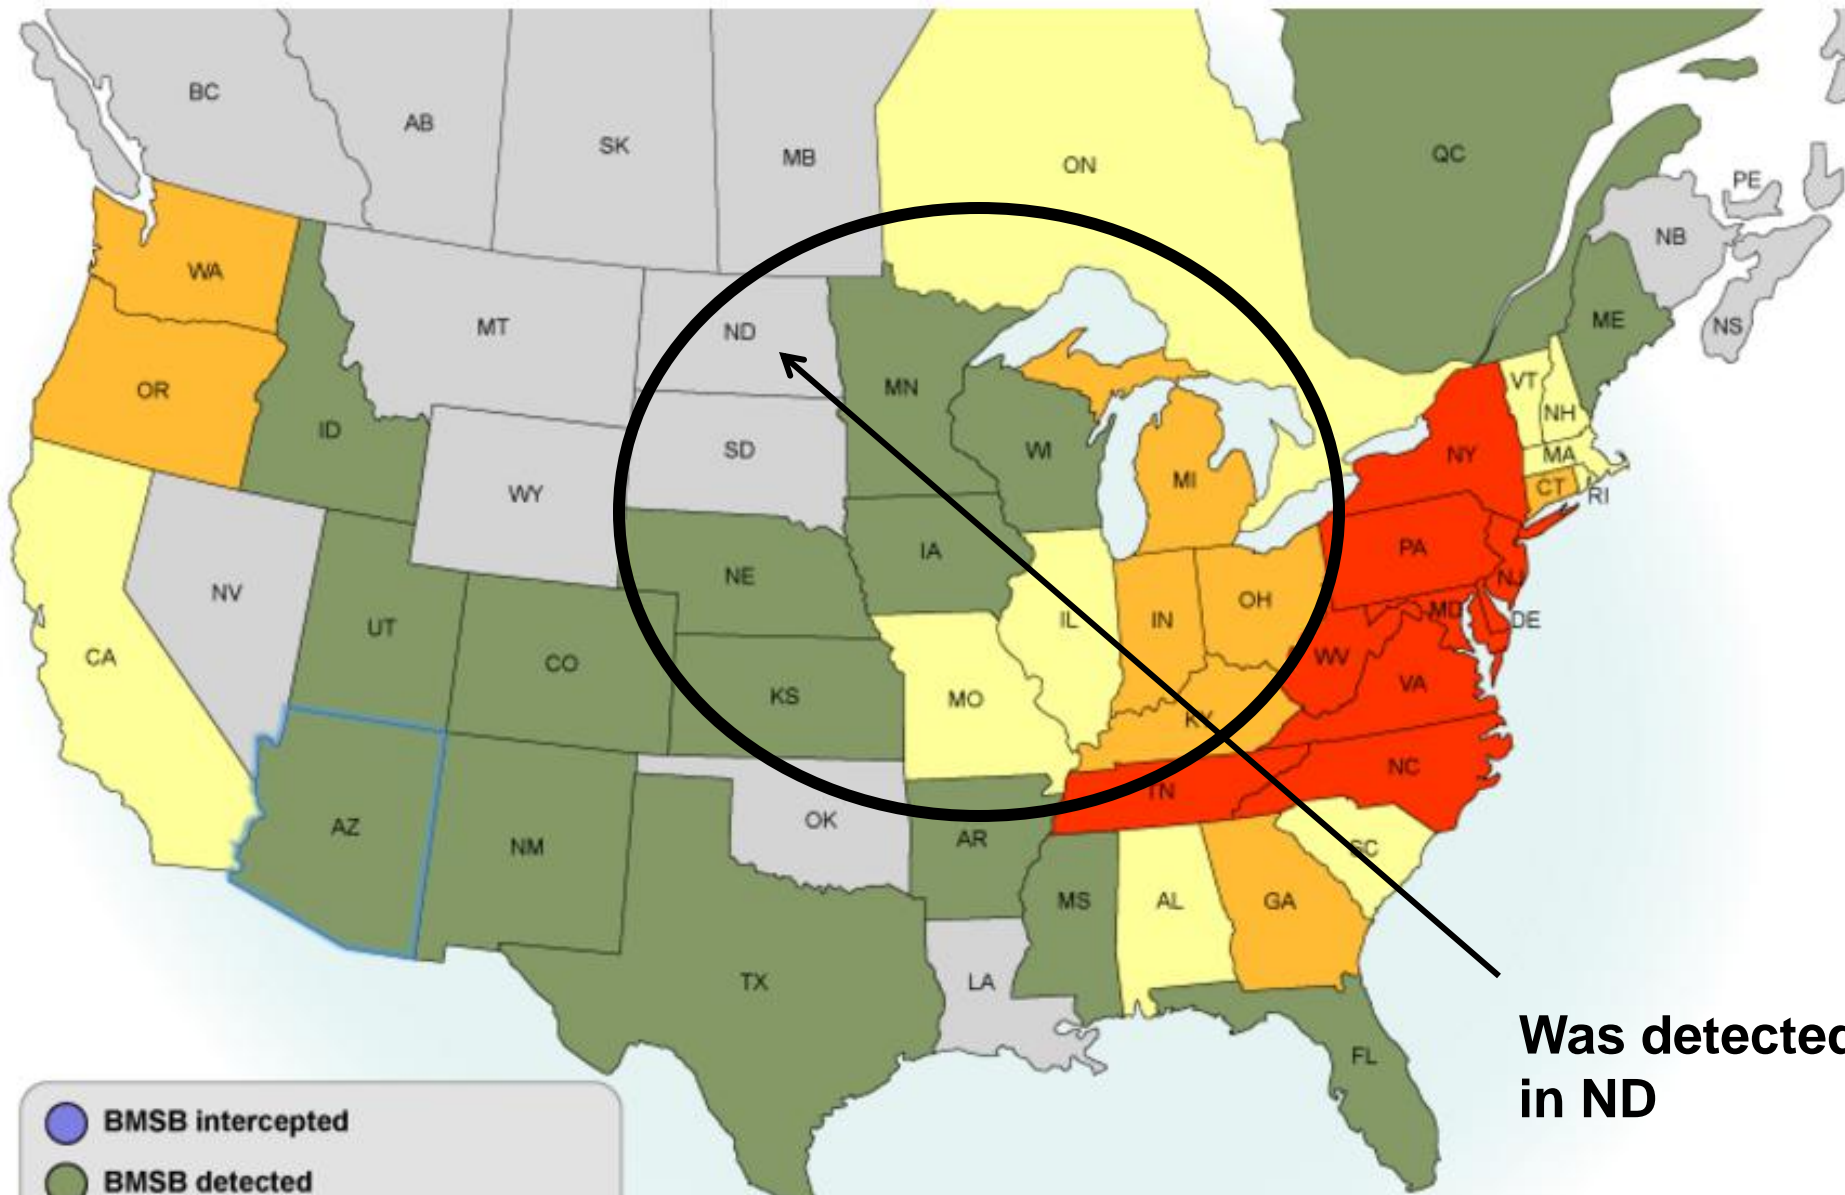 BC
AB
SK
MB
ON
QC
PE
NB
NS
WA
MT
ND
ME
OR
ID
MN
WI
MI
VT
NH
NY
MA
CT
RI
SD
WY
IA
NE
PA
NJ
NV
UT
CO
KS
MO
IL
IN
OH
MD
DE
WV
VA
KY
CA
AZ
NM
OK
AR
TN
NC
SC
MS
AL
GA
TX
LA
FL
Was detected
in ND
BMSB intercepted
BMSB detected